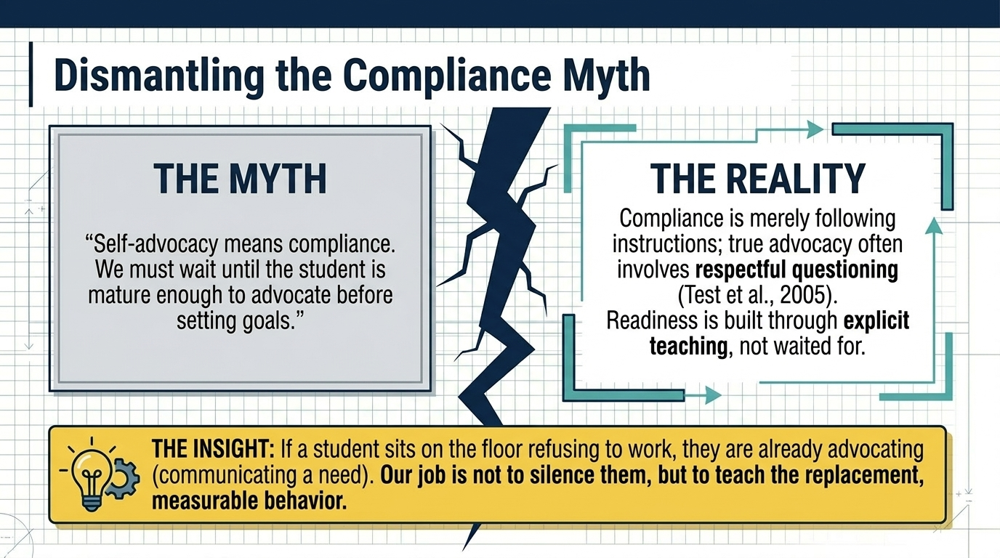 Dismantling the Compliance Myth
THE MYTH
“Self-advocacy means compliance.
We must wait until the student is
mature enough to advocate before
setting goals.”
THE REALITY
Compliance is merely following
instructions; true advocacy often
involves respectful questioning
(Test et al., 2005).
Readiness is built through explicit
teaching, not waited for.
THE INSIGHT: If a student sits on the floor refusing to work, they are already advocating
(communicating a need). Our job is not to silence them, but to teach the replacement,
measurable behavior.